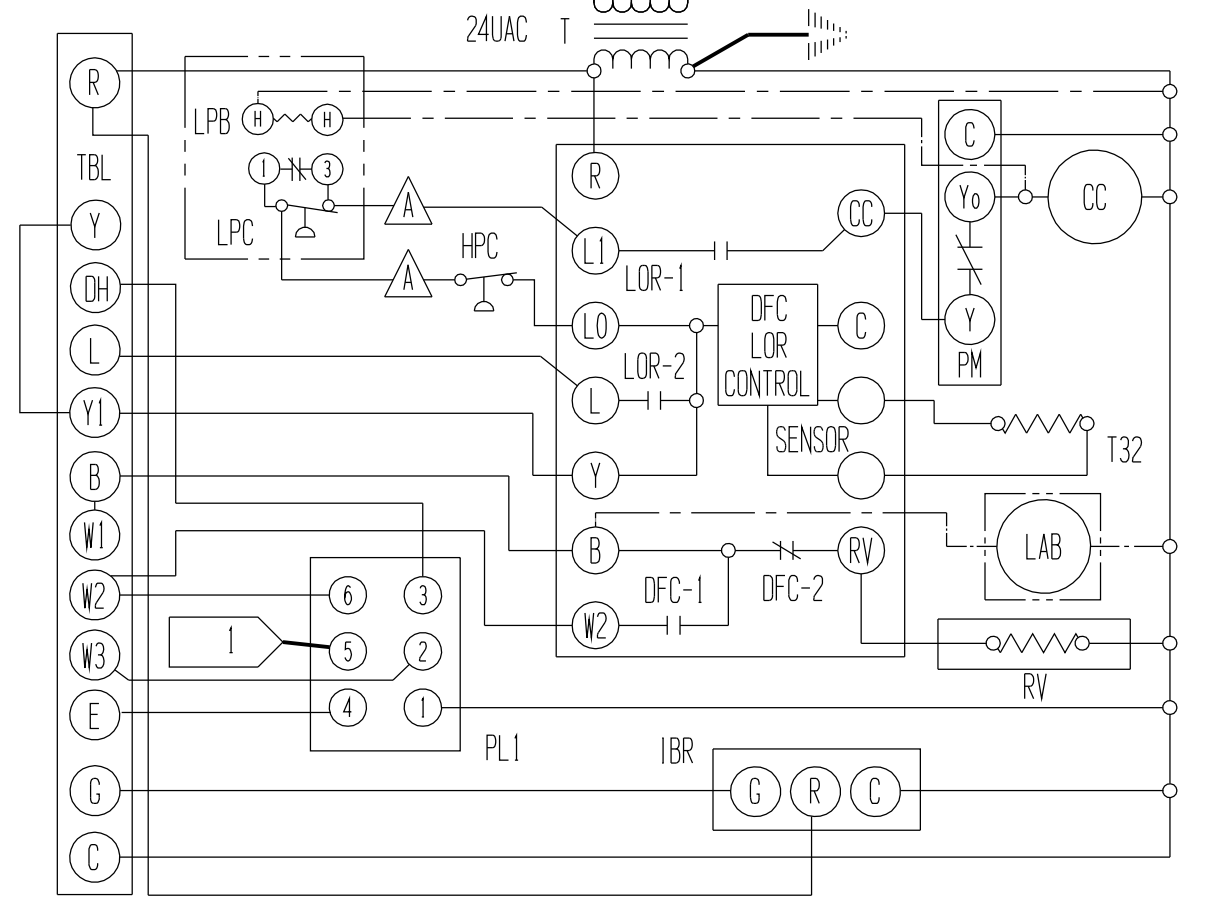 24UAC T
R
LPB H H
C
TBL
1 3
R
Yo CC
Y
LPC A
CC
A HPC
L1
LOR-1
DH
DFC
LOR
CONTROL
LO
C
Y
L
LOR-2
PM
Y1
L
SENSOR
T32
B
Y
W1
B
RV
LAB
W2
6 3
DFC-1
DFC-2
1
5 2
W2
W3
RV
E
4 1
PL1
IBR
G
G R C
C